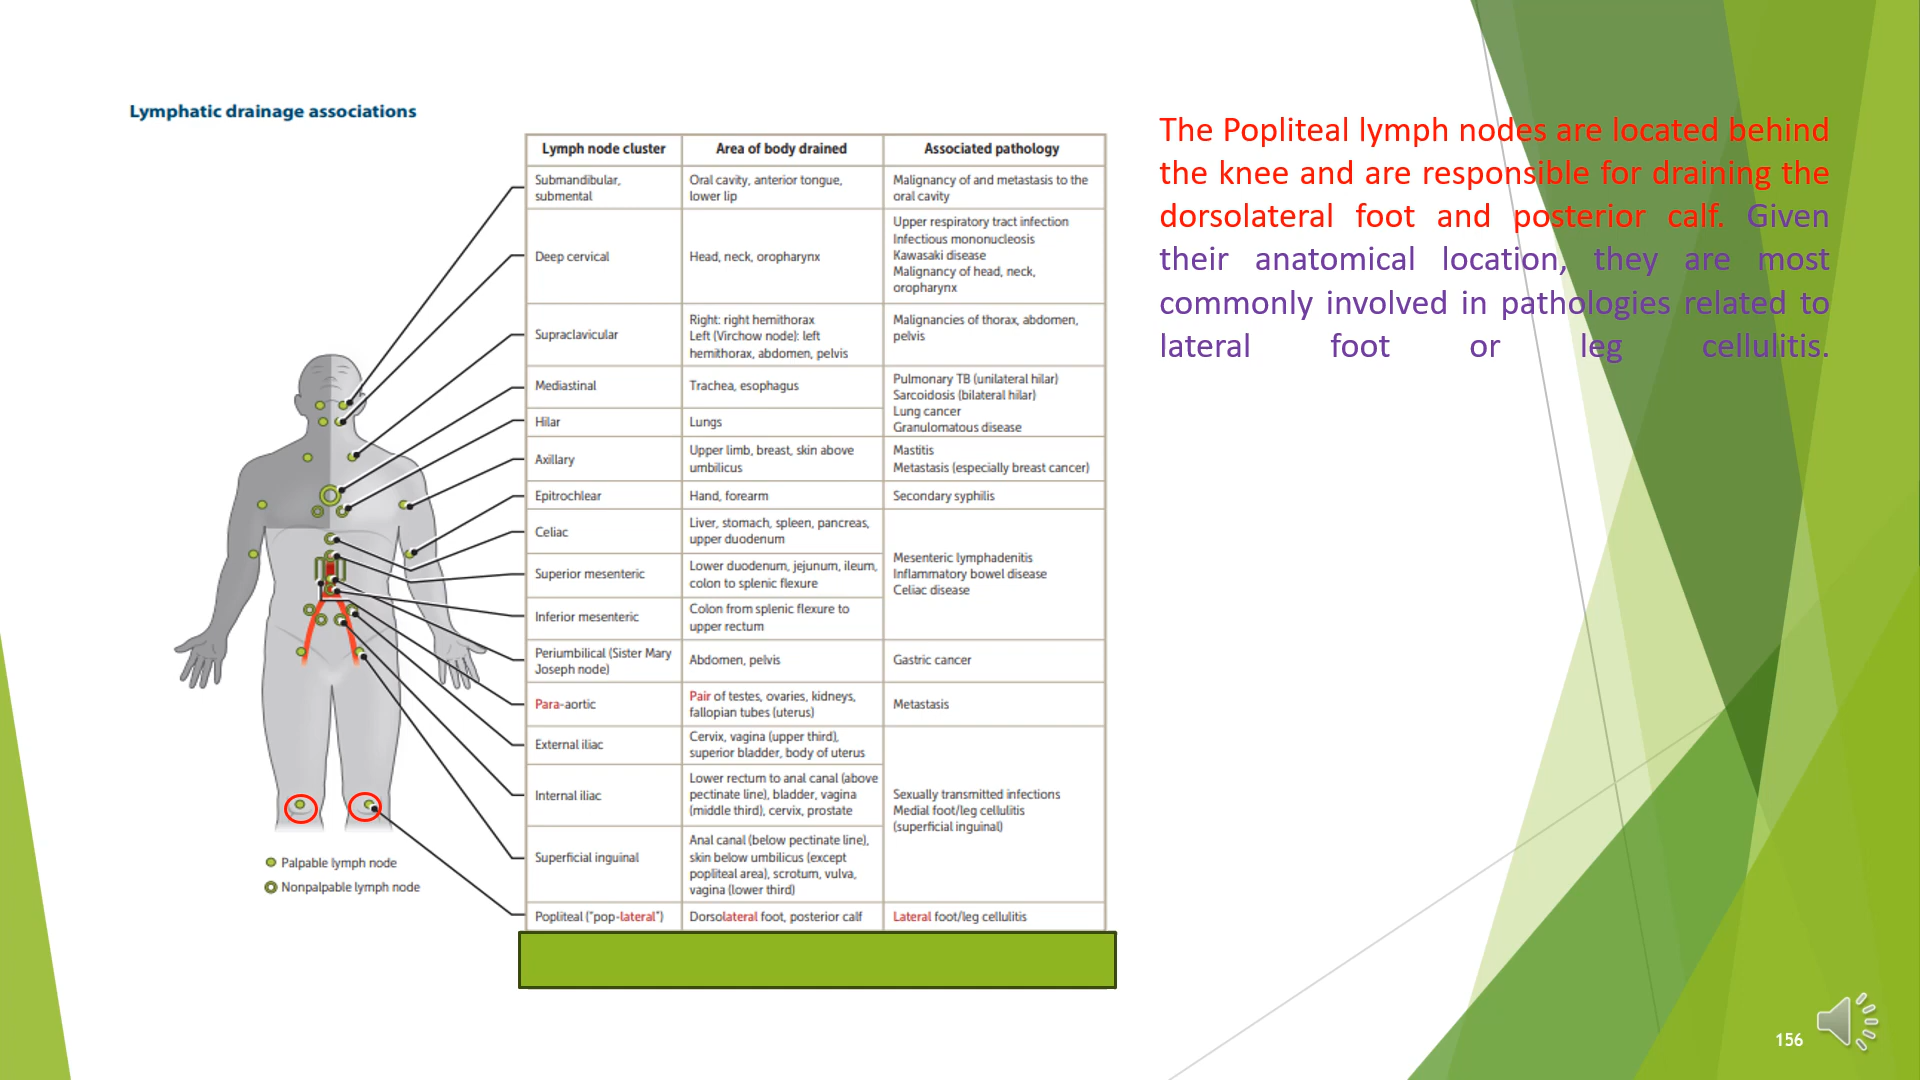 Lymphatic drainage associations
Lymph node cluster
Area of body drained
Associated pathology
Submandibular,
submental
Oral cavity, anterior tongue,
lower lip
Malignancy of and metastasis to the
oral cavity
Deep cervical
Head, neck, oropharynx
Upper respiratory tract infection
Infectious mononucleosis
Kawasaki disease
Malignancy of head, neck,
oropharynx
Supraclavicular
Right: right hemithorax
Left (Virchow node): left
hemithorax, abdomen, pelvis
Malignancies of thorax, abdomen,
pelvis
Mediastinal
Trachea, esophagus
Pulmonary TB (unilateral hilar)
Sarcoidosis (bilateral hilar)
Lung cancer
Granulomatous disease
Hilar
Lungs
Axillary
Upper limb, breast, skin above
umbilicus
Mastitis
Metastasis (especially breast cancer)
Epitrochlear
Hand, forearm
Secondary syphilis
Celiac
Liver, stomach, spleen, pancreas,
upper duodenum
Mesenteric lymphadenitis
Inflammatory bowel disease
Celiac disease
Superior mesenteric
Lower duodenum, jejunum, ileum,
colon to splenic flexure
Inferior mesenteric
Colon from splenic flexure to
upper rectum
Periumbilical (Sister Mary
Joseph node)
Abdomen, pelvis
Gastric cancer
Para-aortic
Pair of testes, ovaries, kidneys,
fallopian tubes (uterus)
Metastasis
External iliac
Cervix, vagina (upper third),
superior bladder, body of uterus
Sexually transmitted infections
Medial foot/leg cellulitis
(superficial inguinal)
Internal iliac
Lower rectum to anal canal (above
pectinate line), bladder, vagina
(middle third), cervix, prostate
Superficial inguinal
Anal canal (below pectinate line),
skin below umbilicus (except
popliteal area), scrotum, vulva,
vagina (lower third)
Popliteal ("pop-lateral")
Dorsolateral foot, posterior calf
Lateral foot/leg cellulitis
Palpable lymph node
Nonpalpable lymph node
The Popliteal lymph nodes are located behind
the knee and are responsible for draining the
dorsolateral foot and posterior calf. Given
their anatomical location, they are most
commonly involved in pathologies related to
lateral foot or leg cellulitis.
156